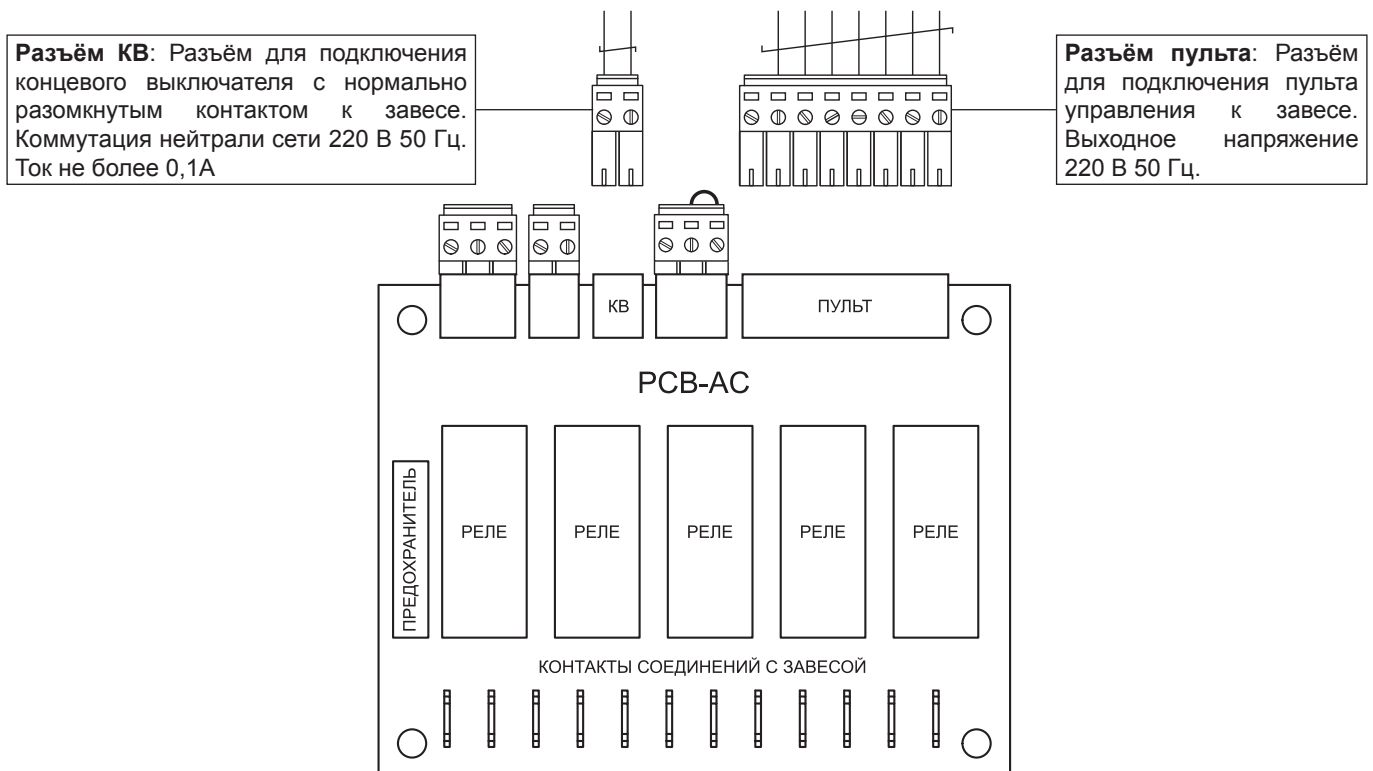 Разъём КВ: Разъём для подключения
концевого выключателя с нормально
разомкнутым контактом к завесе.
Коммутация нейтрали сети 220 В 50 Гц.
Ток не более 0,1А
Разъём пульта: Разъём
для подключения пульта
управления к завесе.
Выходное напряжение
220 В 50 Гц.
КВ
ПУЛЬТ
PCB-AC
ПРЕДОХРАНИТЕЛЬ
РЕЛЕ
РЕЛЕ
РЕЛЕ
РЕЛЕ
РЕЛЕ
КОНТАКТЫ СОЕДИНЕНИЙ С ЗАВЕСОЙ